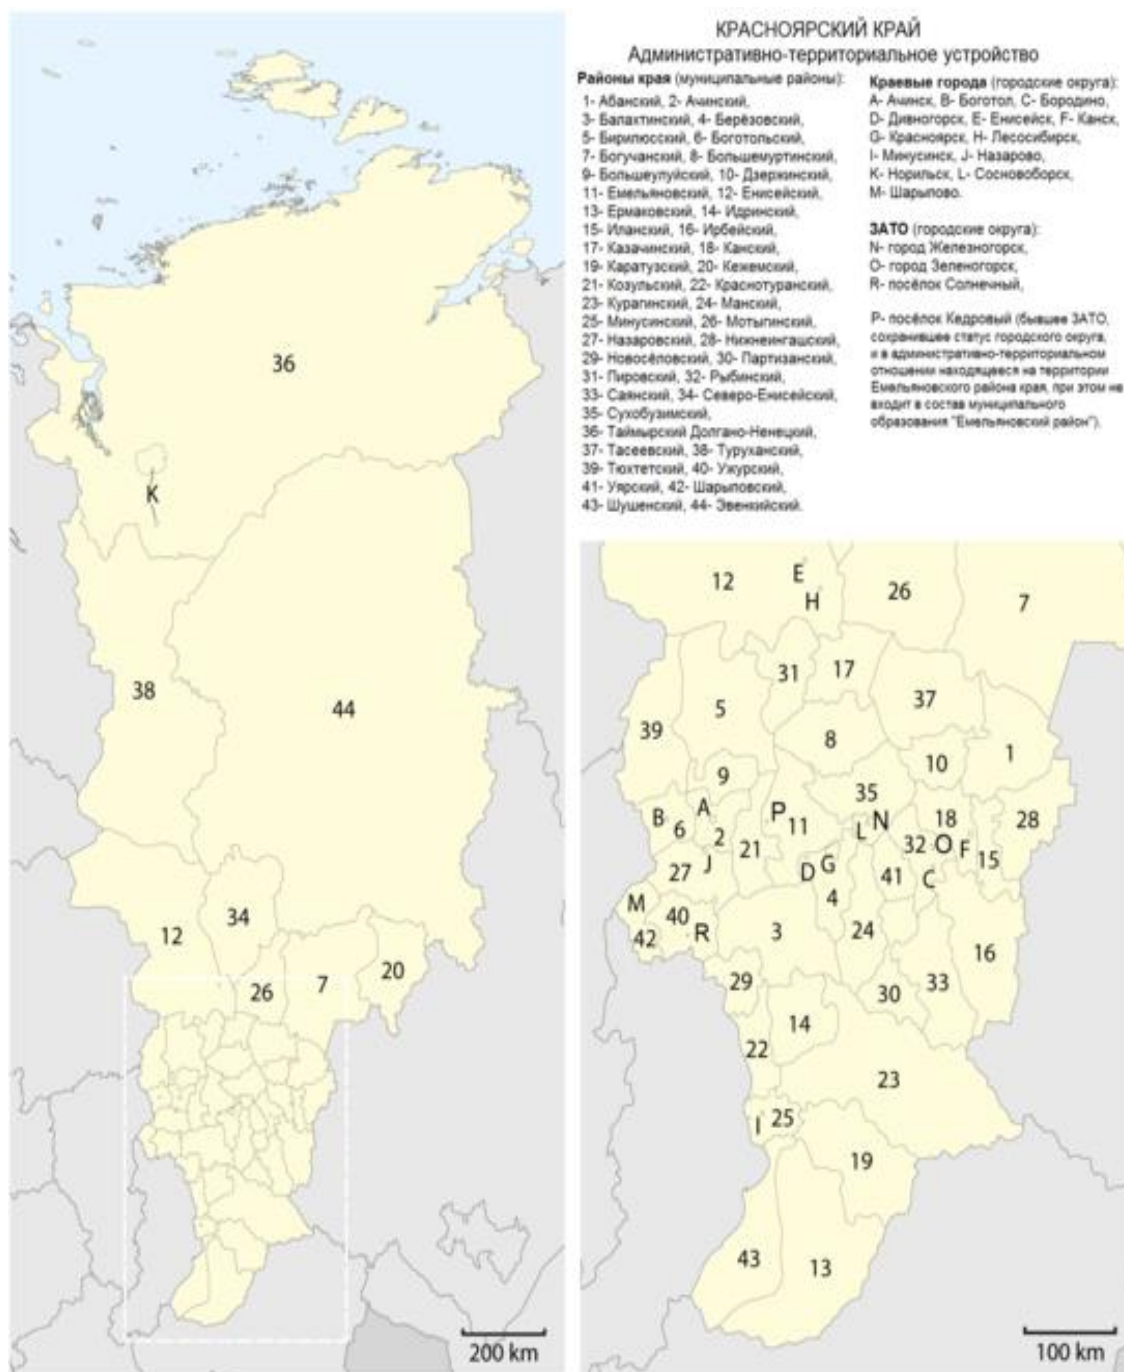 КРАСНОЯРСКИЙ КРАЙ
Административно-территориальное устройство
Районы края (муниципальные районы):
1- Абанский, 2- Ачинский,
3- Балахтинский, 4- Берёзовский,
5- Бирилюсский, 6- Боготольский,
7- Богучанский, 8- Большемуртинский,
9- Большеулуйский, 10- Дзержинский,
11- Емельяновский, 12- Енисейский,
13- Ермаковский, 14- Идринский,
15- Иланский, 16- Ирбейский,
17- Казачинский, 18- Канский,
19- Каратузский, 20- Кежемский,
21- Козульский, 22- Краснотуранский,
23- Курагинский, 24- Манский,
25- Минусинский, 26- Мотыгинский,
27- Назаровский, 28- Нижнеингашский,
29- Новосёловский, 30- Партизанский,
31- Пировский, 32- Рыбинский,
33- Саянский, 34- Северо-Енисейский,
35- Сухобузимский,
36- Таймырский Долгано-Ненецкий,
37- Тасеевский, 38- Туруханский,
39- Тюхтетский, 40- Ужурский,
41- Уярский, 42- Шарыповский,
43- Шушенский, 44- Эвенкийский.
Краевые города (городские округа):
A- Ачинск, B- Боготол, C- Бородино,
D- Дивногорск, E- Енисейск, F- Канск,
G- Красноярск, H- Лесосибирск,
I- Минусинск, J- Назарово,
K- Норильск, L- Сосновоборск,
M- Шарыпово.
ЗАТО (городские округа):
N- город Железногорск,
O- город Зеленогорск,
R- посёлок Солнечный,
P- посёлок Кедровый (бывшее ЗАТО,
сохранившее статус городского округа,
и в административно-территориальном
отношении находящееся на территории
Емельяновского района края, при этом не
входит в состав муниципального
образования "Емельяновский район").
36
K
38
44
34
12
20
7
26
200 km
E
12
26
H
7
31
17
5
37
39
8
1
10
9
35
A
P
B
N
18
28
6
2
11
L
32
O
F
21
J
G
15
27
D
41
C
M
4
40
R
3
24
42
16
29
33
30
14
22
23
25
I
19
43
13
100 km